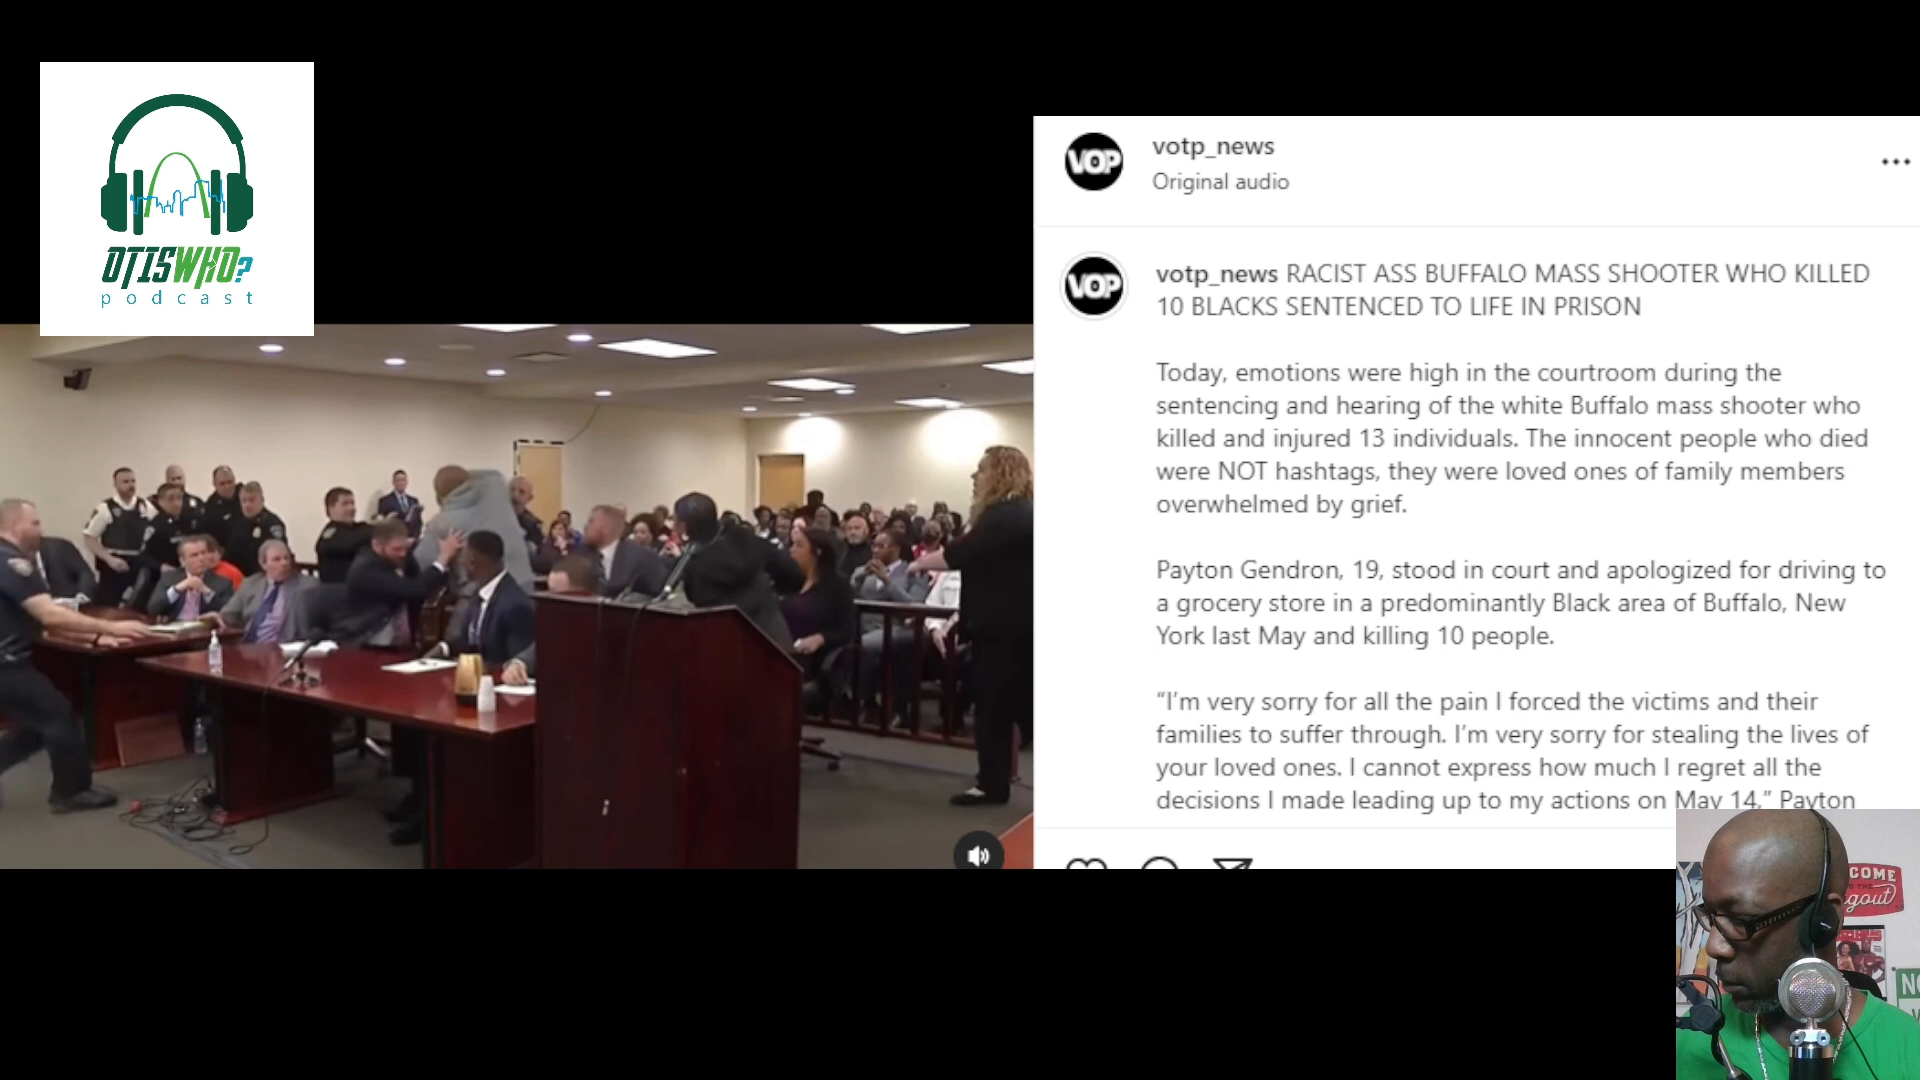 OTISWHO?
podcast
VOP
votp_news
Original audio
VOP
votp_news RACIST ASS BUFFALO MASS SHOOTER WHO KILLED
10 BLACKS SENTENCED TO LIFE IN PRISON
Today, emotions were high in the courtroom during the
sentencing and hearing of the white Buffalo mass shooter who
killed and injured 13 individuals. The innocent people who died
were NOT hashtags, they were loved ones of family members
overwhelmed by grief.
Payton Gendron, 19, stood in court and apologized for driving to
a grocery store in a predominantly Black area of Buffalo, New
York last May and killing 10 people.
“I’m very sorry for all the pain I forced the victims and their
families to suffer through. I’m very sorry for stealing the lives of
your loved ones. I cannot express how much I regret all the
decisions I made leading up to my actions on May 14,” Payton
COME
THE
gout